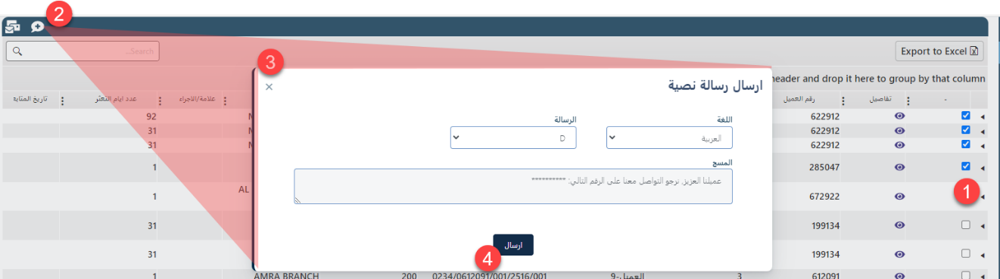 2
Export to Excel
Search...
3
ارسال رسالة نصية
×
eader and drop it here to group by that column
-
تفاصيل
رقم العميل
علامة/الاجراء
عدد ايام التعثر
تاريخ المتابعة
اللغة
الرسالة
العربية
D
المسج
عميلنا العزيز, نرجو التواصل معنا على الرقم التالي: **********
ارسال
4
1
622912
N
92
622912
N
31
622912
N
31
285047
1
672922
AL
1
199134
31
199134
31
612091
3
العميل-9
0234/0612091/001/2516/001
200
AMRA BRANCH
1